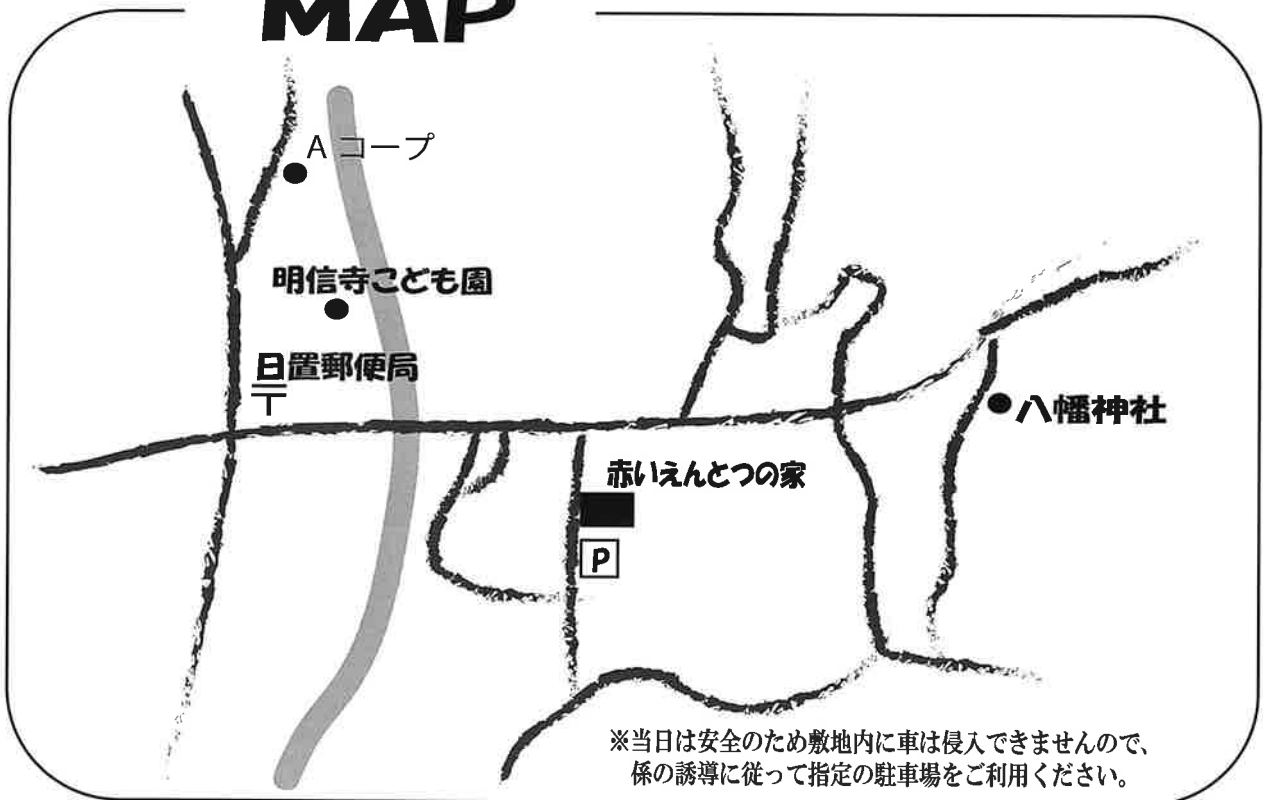 MAP
A コープ
明信寺こども園
日置郵便局
〒
八幡神社
赤いえんとつの家
P
※当日は安全のため敷地内に車は侵入できませんので、
係の誘導に従って指定の駐車場をご利用ください。